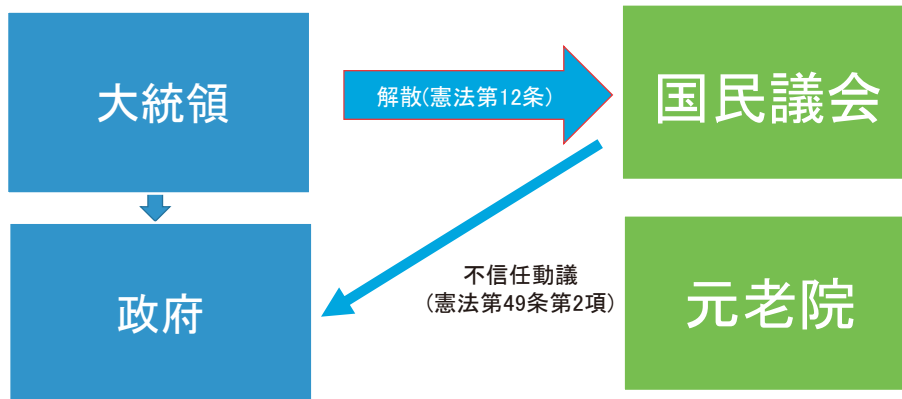 大統領
解散(憲法第12条)
国民議会
政府
不信任動議
(憲法第49条第2項)
元老院